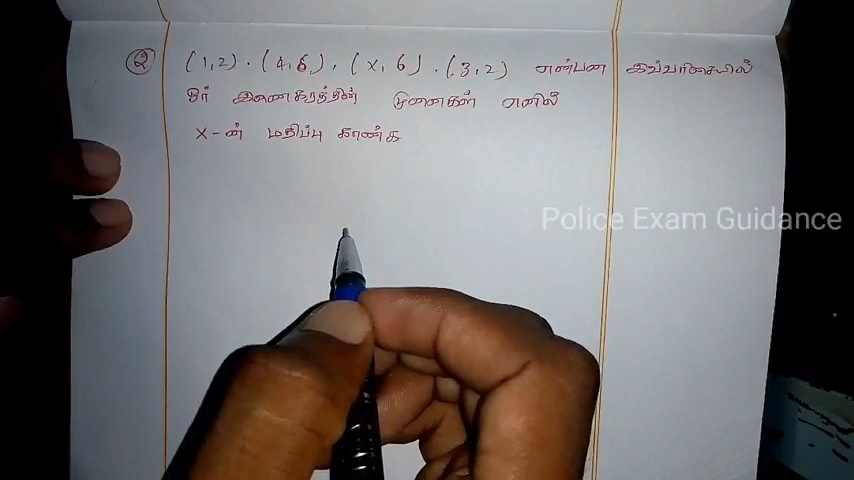 Q (1,2) . (4,6) , (x, 6) . (3,2) என்பன இவ்வரிசையில்
ஓர் இணைகரத்தின் முனைகள் எனில்
x-ன் மதிப்பு காண்க
Police Exam Guidance